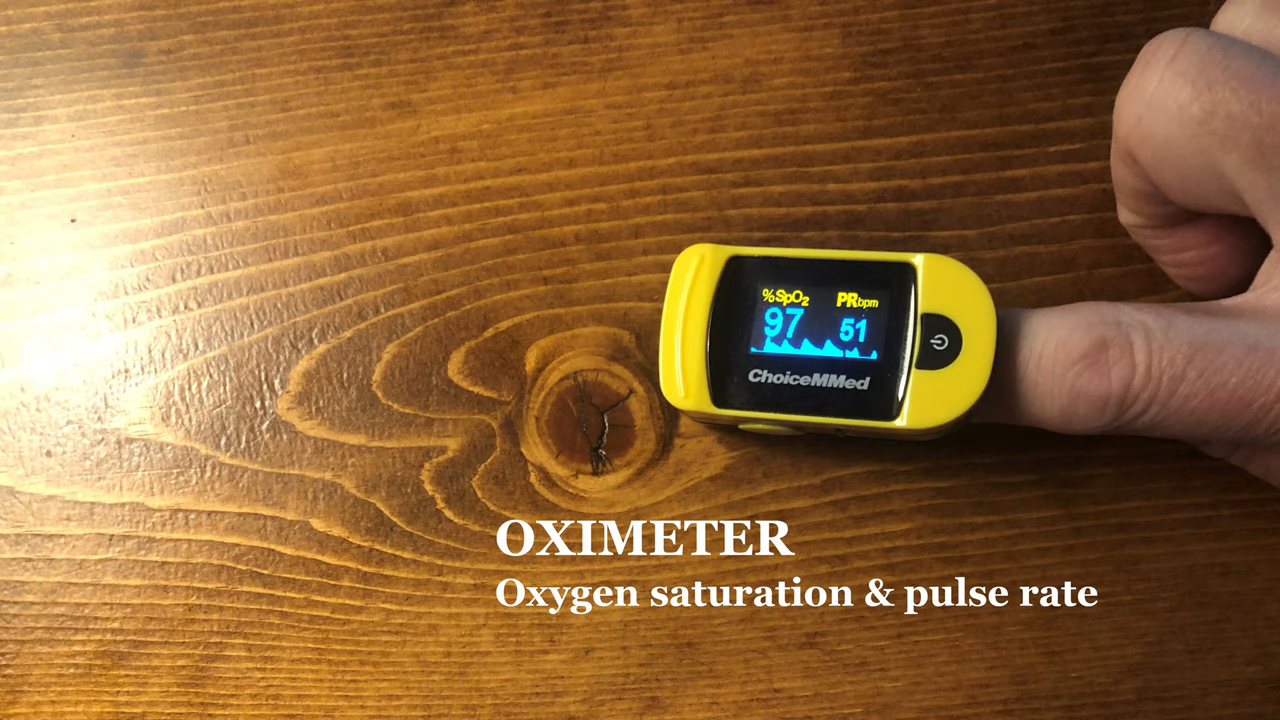 %SpO₂ PRbpm
97 51
ChoiceMMed
OXIMETER
Oxygen saturation & pulse rate